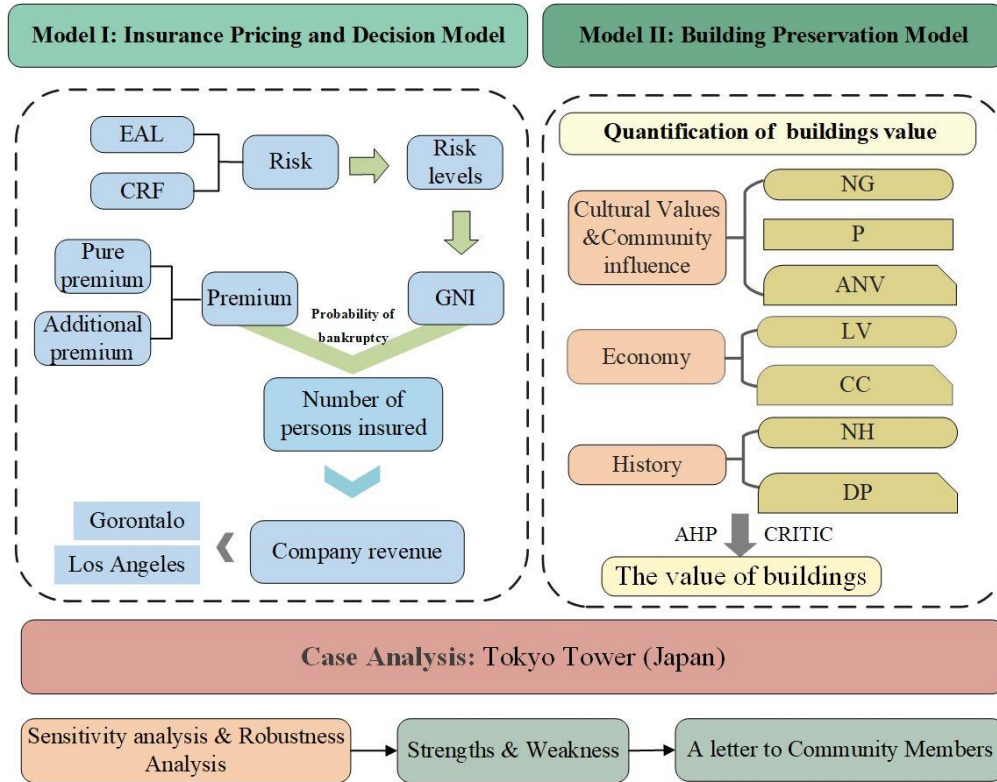 Model I: Insurance Pricing and Decision Model
EAL
CRF
Risk
Risk
levels
Pure
premium
Additional
premium
Premium
GNI
Probability of
bankruptcy
Number of
persons insured
Gorontalo
Los Angeles
Company revenue
Model II: Building Preservation Model
Quantification of buildings value
Cultural Values
&Community
influence
NG
P
ANV
Economy
LV
CC
History
NH
DP
AHP
CRITIC
The value of buildings
Case Analysis: Tokyo Tower (Japan)
Sensitivity analysis & Robustness
Analysis
Strengths & Weakness
A letter to Community Members